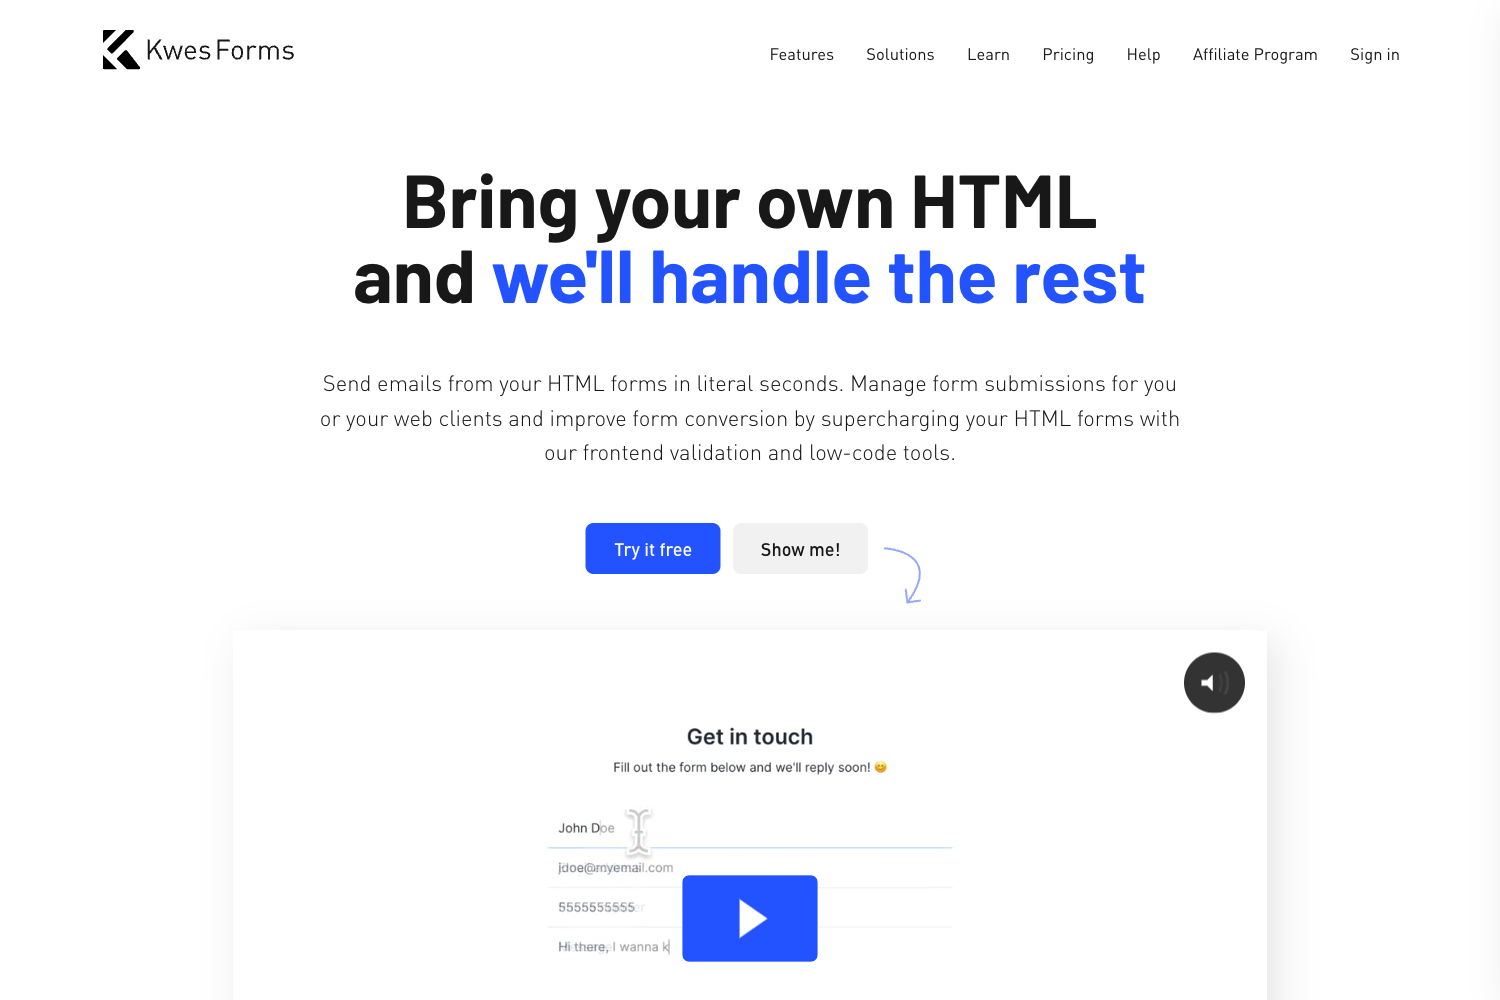 Kwes Forms
Features Solutions Learn Pricing Help Affiliate Program Sign in
Bring your own HTML
and we'll handle the rest
Send emails from your HTML forms in literal seconds. Manage form submissions for you
or your web clients and improve form conversion by supercharging your HTML forms with
our frontend validation and low-code tools.
Try it free Show me!
Get in touch
Fill out the form below and we'll reply soon! 😊
John Doe
jdoe@myemail.com
5555555555
Hi there, I wanna k